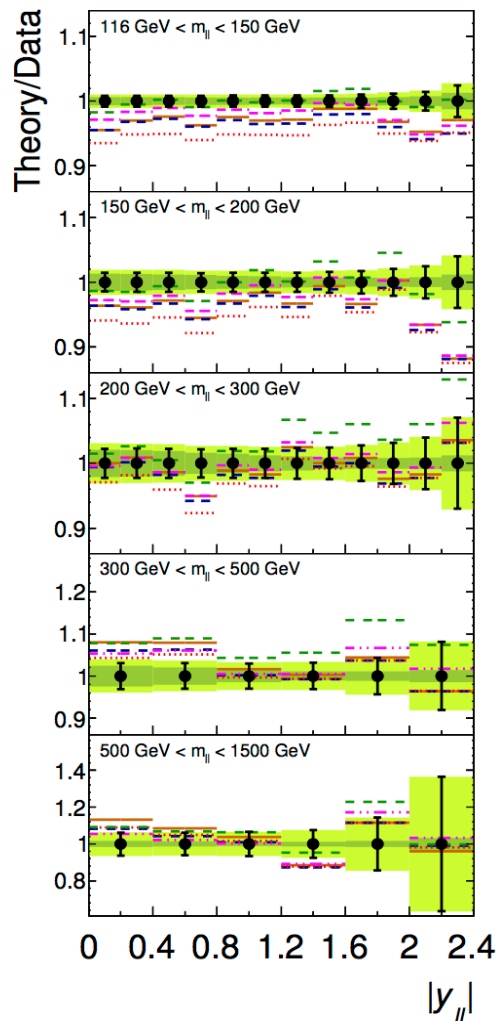 Theory/Data
116 GeV < m_ll < 150 GeV
1.1
1
0.9
150 GeV < m_ll < 200 GeV
1.1
1
0.9
200 GeV < m_ll < 300 GeV
1.1
1
0.9
300 GeV < m_ll < 500 GeV
1.2
1.1
1
0.9
500 GeV < m_ll < 1500 GeV
1.4
1.2
1
0.8
0 0.4 0.8 1.2 1.6 2 2.4
|y_ll|